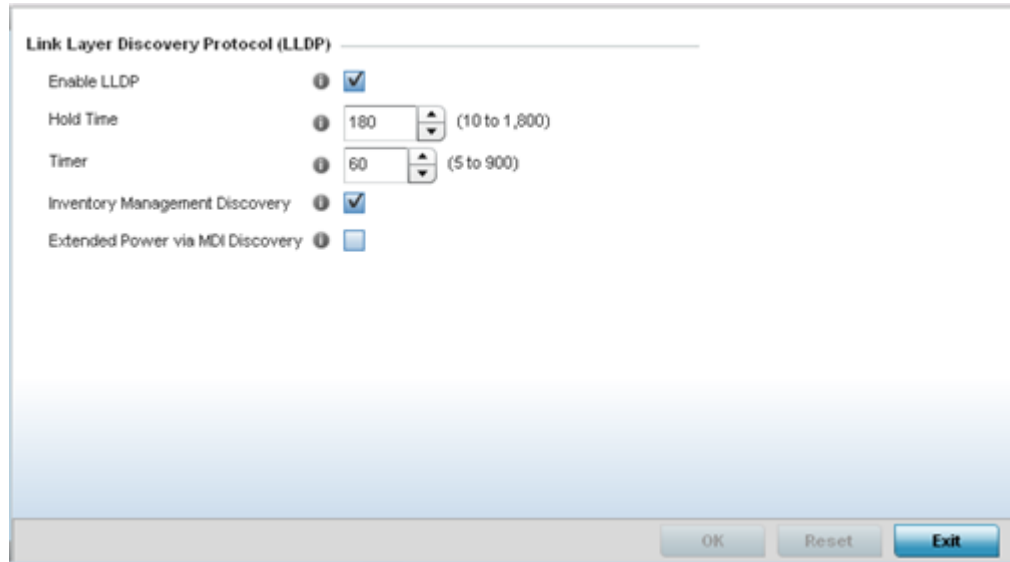 Link Layer Discovery Protocol (LLDP)
Enable LLDP
Hold Time 180 (10 to 1,800)
Timer 60 (5 to 900)
Inventory Management Discovery
Extended Power via MDI Discovery
OK Reset Exit